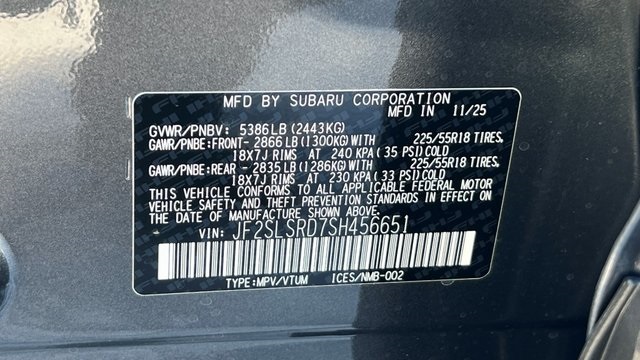 MFD BY SUBARU CORPORATION
MFD IN 11/25
GVWR/PNBV: 5386LB (2443KG)
GAWR/PNBE:FRONT- 2866LB (1300KG) WITH 225/55R18 TIRES,
18X7J RIMS AT 240 KPA (35 PSI) COLD
GAWR/PNBE:REAR - 2835LB (1286KG) WITH 225/55R18 TIRES,
18X7J RIMS AT 230 KPA (33 PSI) COLD
THIS VEHICLE CONFORMS TO ALL APPLICABLE FEDERAL MOTOR
VEHICLE SAFETY AND THEFT PREVENTION STANDARDS IN EFFECT ON
THE DATE OF MANUFACTURE SHOWN ABOVE.
VIN: JF2SLSRD7SH456651
TYPE:MPV/VTUM ICES/NMB-002